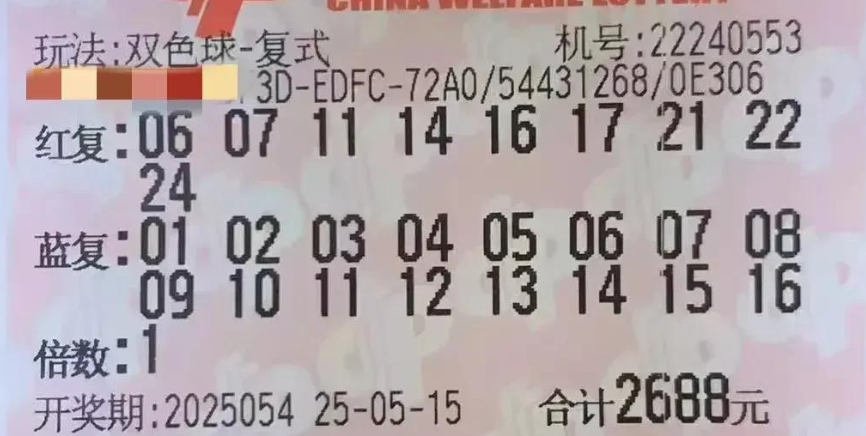 CHINA WELFARE LOTTERY
玩法:双色球-复式 机号:22240553
3D-EDFC-72A0/54431268/0E306
红复:06 07 11 14 16 17 21 22
24
蓝复:01 02 03 04 05 06 07 08
09 10 11 12 13 14 15 16
倍数:1
开奖期:2025054 25-05-15 合计2688元